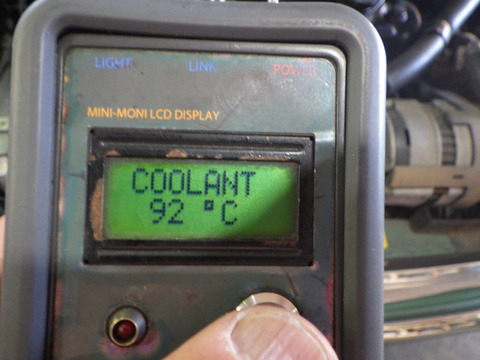 LIGHT LINK POWER
MINI-MONI LCD DISPLAY
COOLANT
92 °C